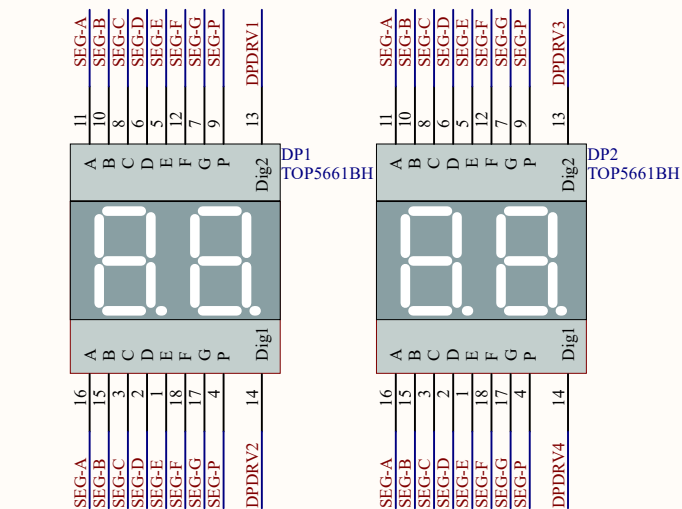 SEG-A SEG-B SEG-C SEG-D SEG-E SEG-F SEG-G SEG-P DPDRV1 SEG-A SEG-B SEG-C SEG-D SEG-E SEG-F SEG-G SEG-P DPDRV3
11 10 8 6 5 12 7 9 13 11 10 8 6 5 12 7 9 13
A B C D E F G P Dig2 DP1 A B C D E F G P Dig2 DP2
TOP5661BH TOP5661BH
8.8. 8.8.
A B C D E F G P Dig1 A B C D E F G P Dig1
16 15 3 2 1 18 17 4 14 16 15 3 2 1 18 17 4 14
SEG-A SEG-B SEG-C SEG-D SEG-E SEG-F SEG-G SEG-P DPDRV2 SEG-A SEG-B SEG-C SEG-D SEG-E SEG-F SEG-G SEG-P DPDRV4